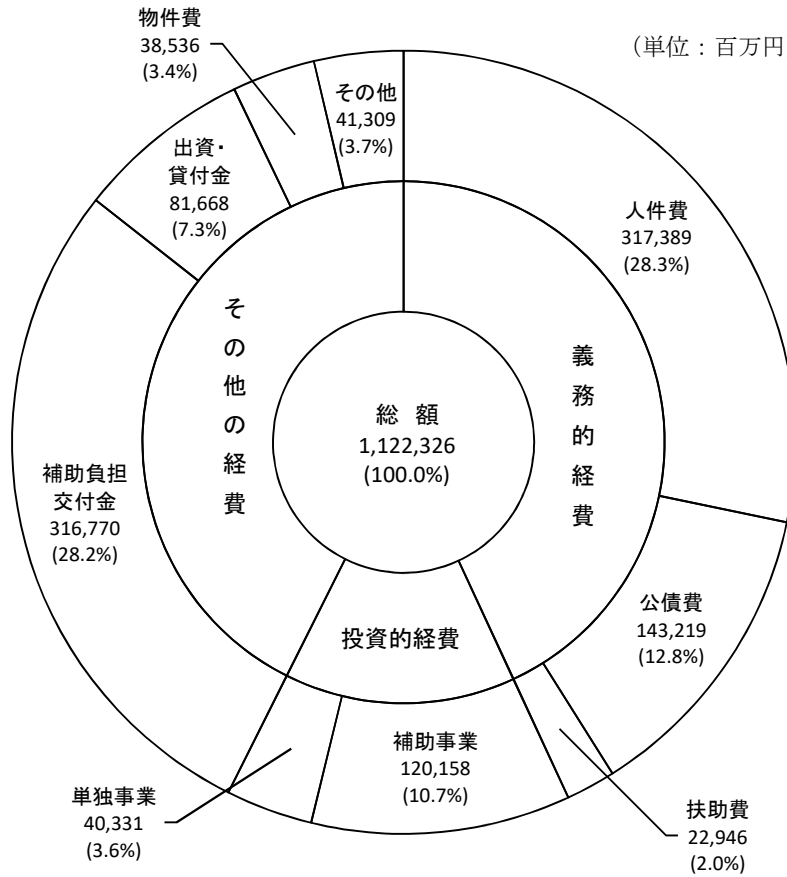 （単位：百万円
物件費
38,536
(3.4%)
その他
41,309
(3.7%)
出資・
貸付金
81,668
(7.3%)
人件費
317,389
(28.3%)
その他の経費
義務的経費
総 額
1,122,326
(100.0%)
補助負担
交付金
316,770
(28.2%)
公債費
143,219
(12.8%)
投資的経費
補助事業
120,158
(10.7%)
単独事業
40,331
(3.6%)
扶助費
22,946
(2.0%)